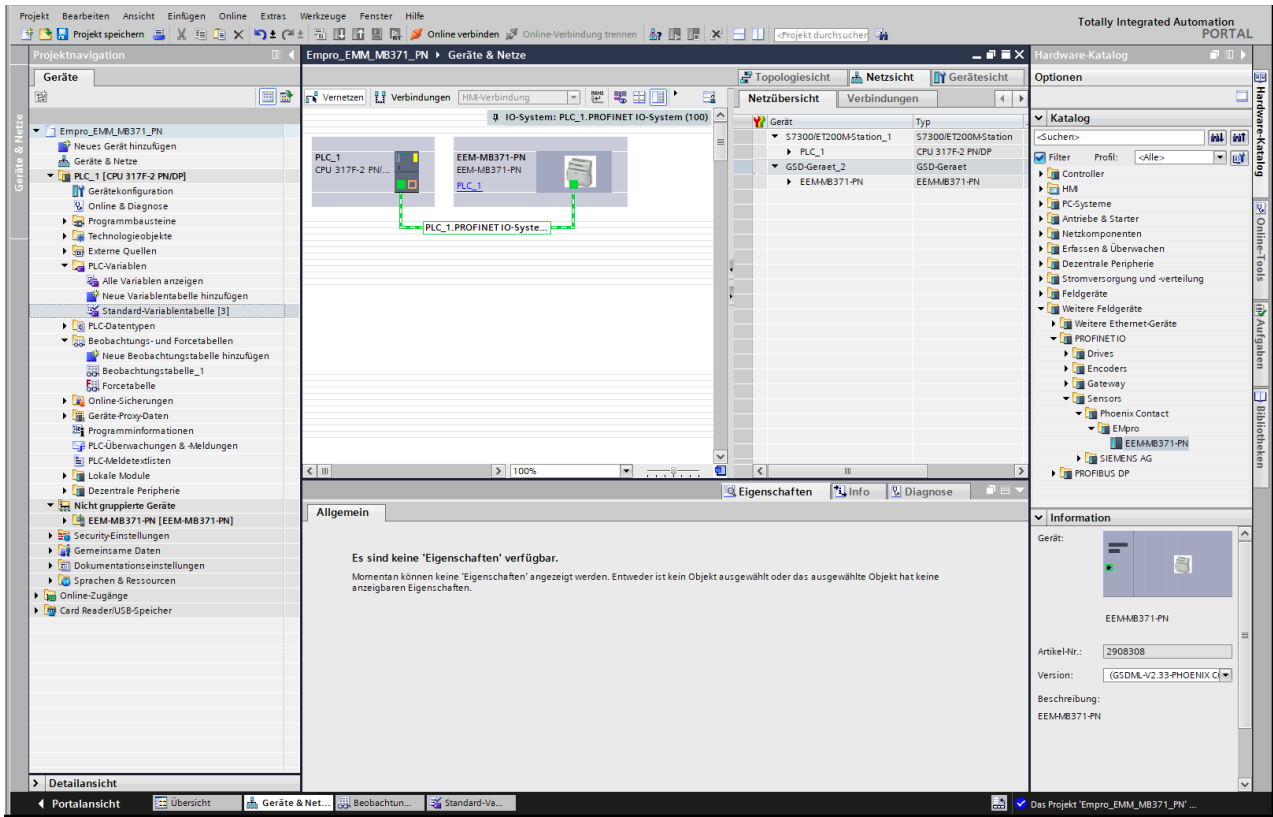 Projekt Bearbeiten Ansicht Einfügen Online Extras Werkzeuge Fenster Hilfe
Totally Integrated Automation
PORTAL
Projekt speichern
Online verbinden
Online-Verbindung trennen
<Projekt durchsuchen
Projektnavigation
Geräte
Geräte & Netze
Empro_EMM_MB371_PN
Neues Gerät hinzufügen
Geräte & Netze
PLC_1 [CPU 317F-2 PN/DP]
Gerätekonfiguration
Online & Diagnose
Programmbausteine
Technologieobjekte
Externe Quellen
PLC-Variablen
Alle Variablen anzeigen
Neue Variablentabelle hinzufügen
Standard-Variablentabelle [3]
PLC-Datentypen
Beobachtungs- und Forcetabellen
Neue Beobachtungstabelle hinzufügen
Beobachtungstabelle_1
Forcetabelle
Online-Sicherungen
Geräte-Proxy-Daten
Programminformationen
PLC-Überwachungen & -Meldungen
PLC-Meldetextlisten
Lokale Module
Dezentrale Peripherie
Nicht gruppierte Geräte
EEM-MB371-PN [EEM-MB371-PN]
Security-Einstellungen
Gemeinsame Daten
Dokumentationseinstellungen
Sprachen & Ressourcen
Online-Zugänge
Card Reader/USB-Speicher
Detailansicht
Empro_EMM_MB371_PN
Geräte & Netze
Topologiesicht
Netzsicht
Gerätesicht
Vernetzen
Verbindungen
HMI-Verbindung
IO-System: PLC_1.PROFINET IO-System (100)
PLC_1
CPU 317F-2 PN/...
EEM-MB371-PN
EEM-MB371-PN
PLC_1
PLC_1.PROFINET IO-Syste...
100%
Netzübersicht
Verbindungen
Gerät Typ
S7300/ET200M-Station_1 S7300/ET200M-Station
PLC_1 CPU 317F-2 PN/DP
GSD-Geraet_2 GSD-Geraet
EEM-MB371-PN EEM-MB371-PN
Eigenschaften
Info
Diagnose
Allgemein
Es sind keine 'Eigenschaften' verfügbar.
Momentan können keine 'Eigenschaften' angezeigt werden. Entweder ist kein Objekt ausgewählt oder das ausgewählte Objekt hat keine
anzeigbaren Eigenschaften.
Hardware-Katalog
Optionen
Katalog
<Suchen>
Filter Profil: <Alle>
Controller
HMI
PC-Systeme
Antriebe & Starter
Netzkomponenten
Erfassen & Überwachen
Dezentrale Peripherie
Stromversorgung und -verteilung
Feldgeräte
Weitere Feldgeräte
Weitere Ethernet-Geräte
PROFINET IO
Drives
Encoders
Gateway
Sensors
Phoenix Contact
EMpro
EEM-MB371-PN
SIEMENS AG
PROFIBUS DP
Information
Gerät:
EEM-MB371-PN
Artikel-Nr.: 2908308
Version: (GSDML-V2.33-PHOENIX C
Beschreibung:
EEM-MB371-PN
Hardware-Katalog
Online-Tools
Aufgaben
Bibliotheken
Portalansicht
Übersicht
Geräte & Net...
Beobachtun...
Standard-Va...
Das Projekt 'Empro_EMM_MB371_PN' ...